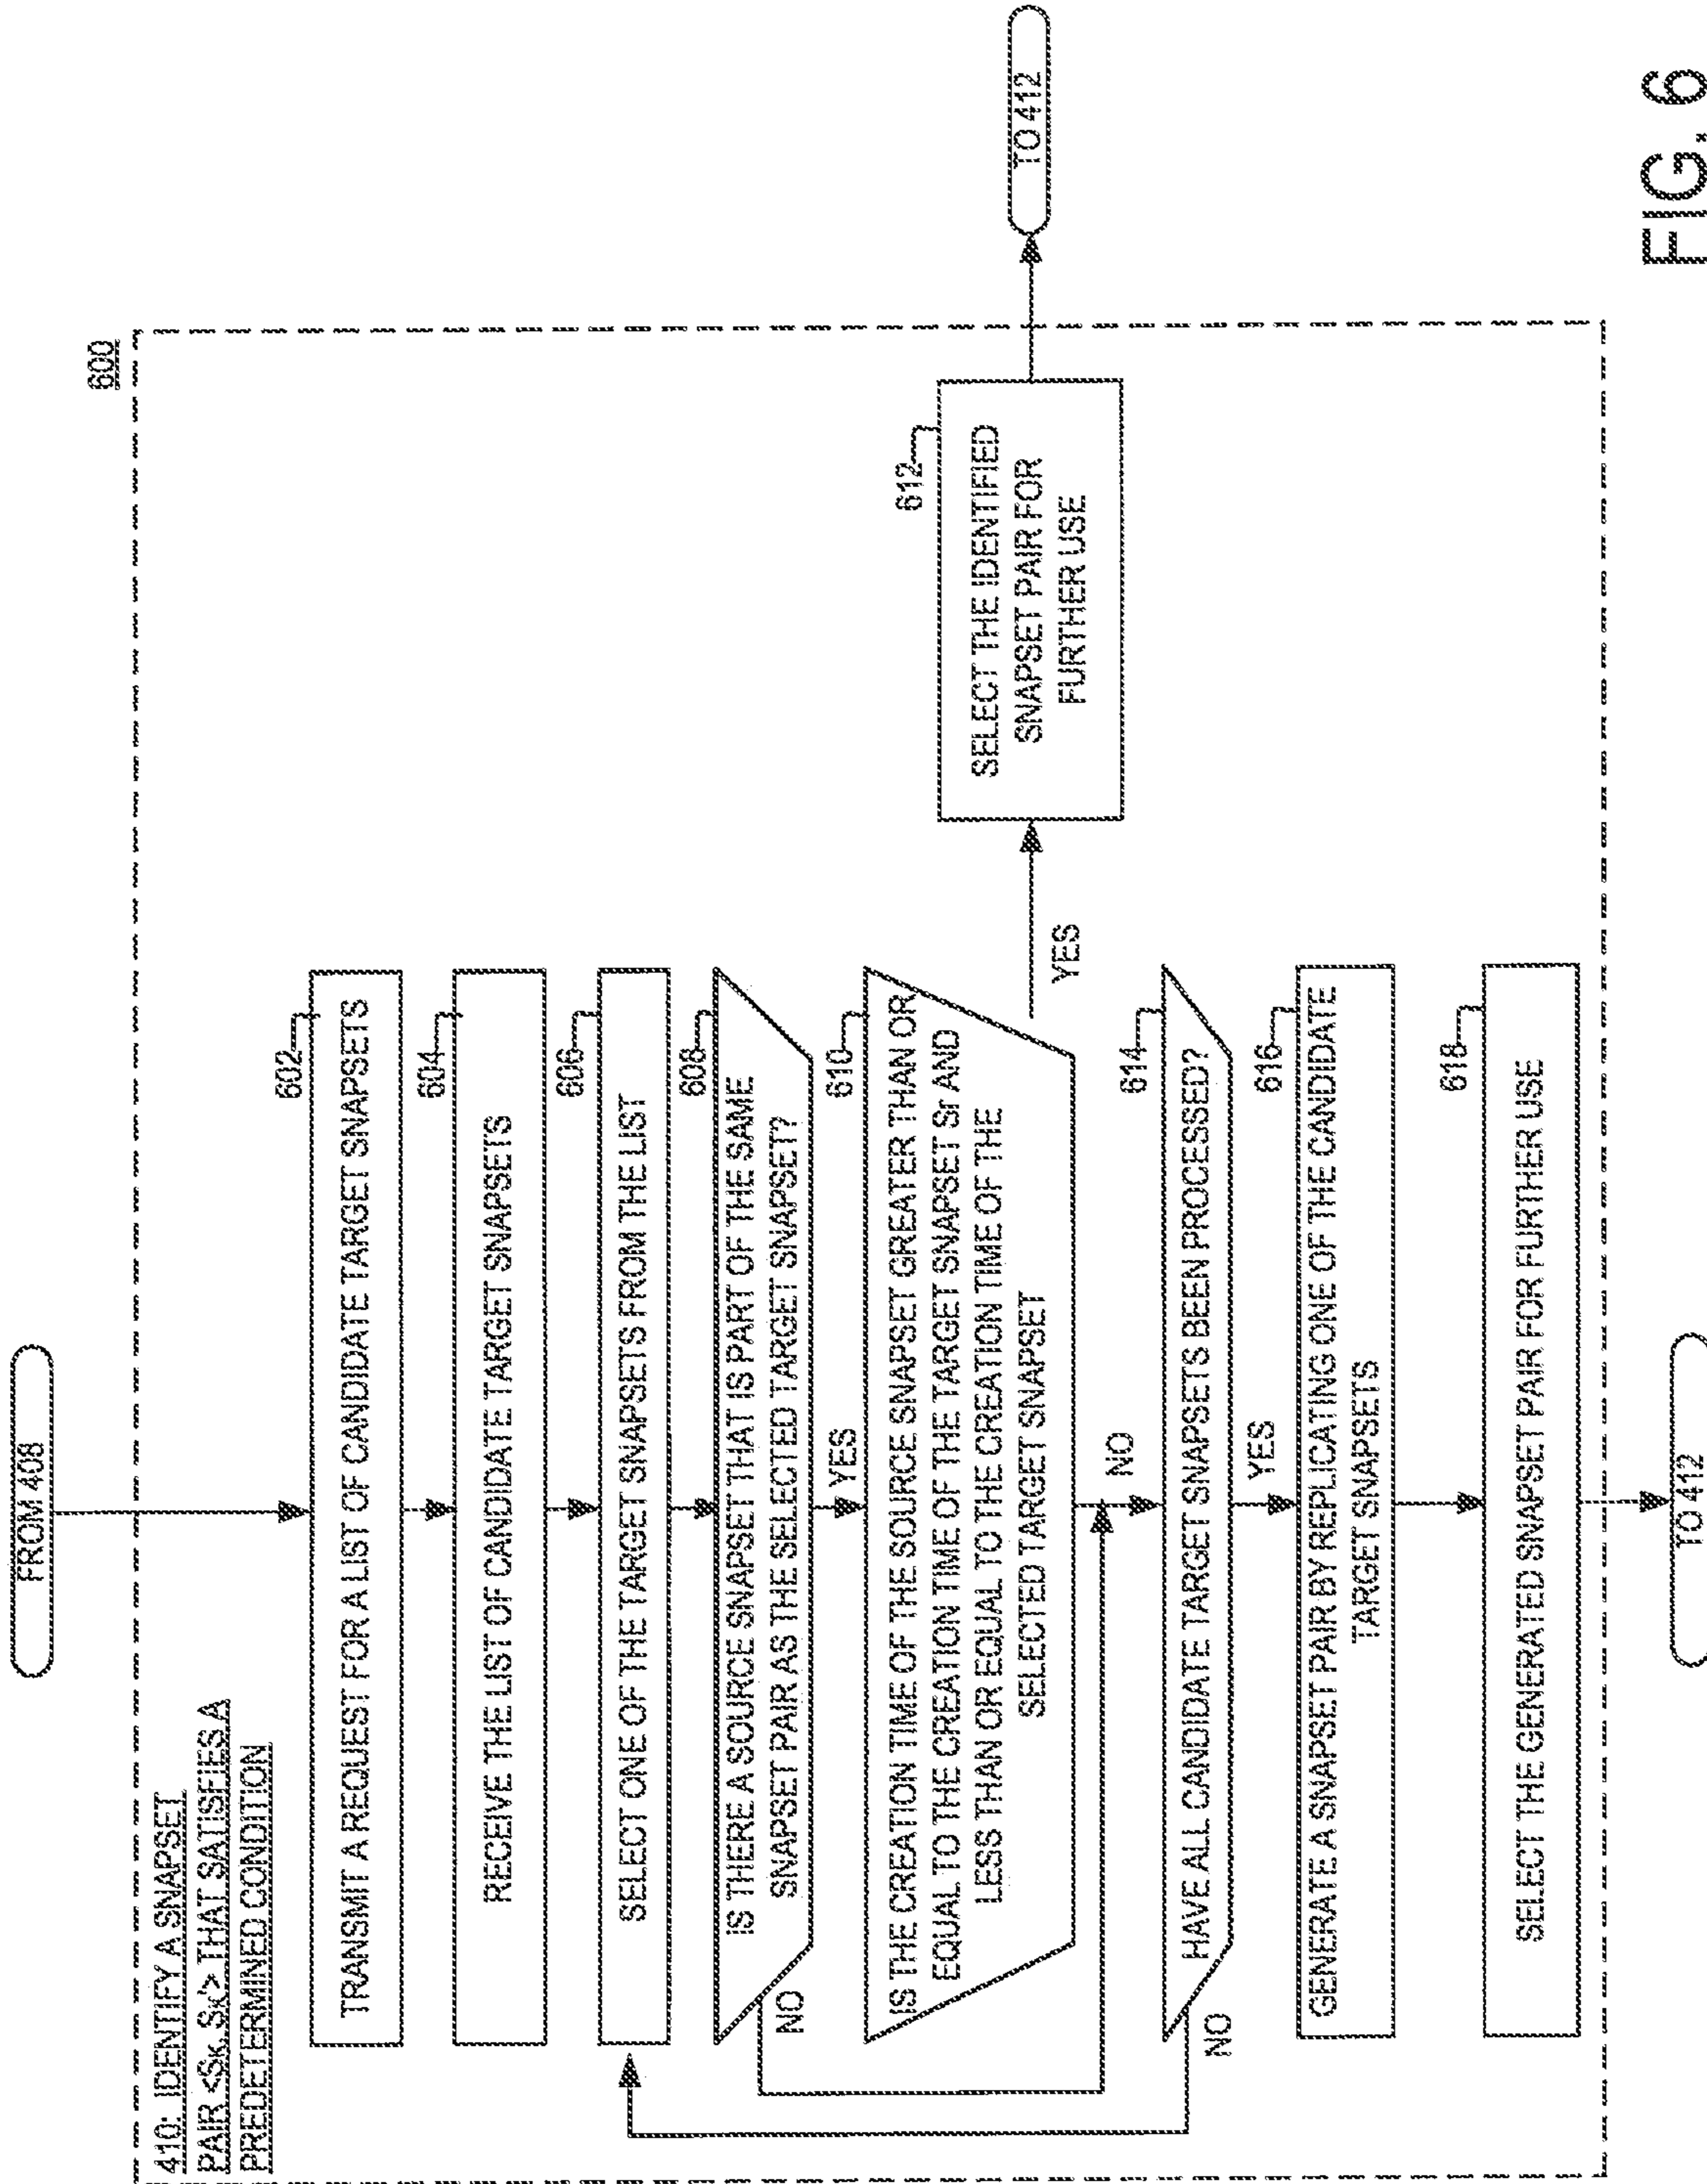 FROM 408
600
410: IDENTIFY A SNAPSET
PAIR <SK, SK'> THAT SATISFIES A
PREDETERMINED CONDITION
602
TRANSMIT A REQUEST FOR A LIST OF CANDIDATE TARGET SNAPSETS
604
RECEIVE THE LIST OF CANDIDATE TARGET SNAPSETS
606
SELECT ONE OF THE TARGET SNAPSETS FROM THE LIST
608
IS THERE A SOURCE SNAPSET THAT IS PART OF THE SAME
SNAPSET PAIR AS THE SELECTED TARGET SNAPSET?
NO
YES
610
IS THE CREATION TIME OF THE SOURCE SNAPSET GREATER THAN OR
EQUAL TO THE CREATION TIME OF THE TARGET SNAPSET Sr AND
LESS THAN OR EQUAL TO THE CREATION TIME OF THE
SELECTED TARGET SNAPSET
YES
612
SELECT THE IDENTIFIED
SNAPSET PAIR FOR
FURTHER USE
TO 412
NO
614
HAVE ALL CANDIDATE TARGET SNAPSETS BEEN PROCESSED?
NO
YES
616
GENERATE A SNAPSET PAIR BY REPLICATING ONE OF THE CANDIDATE
TARGET SNAPSETS
618
SELECT THE GENERATED SNAPSET PAIR FOR FURTHER USE
TO 412
FIG. 6